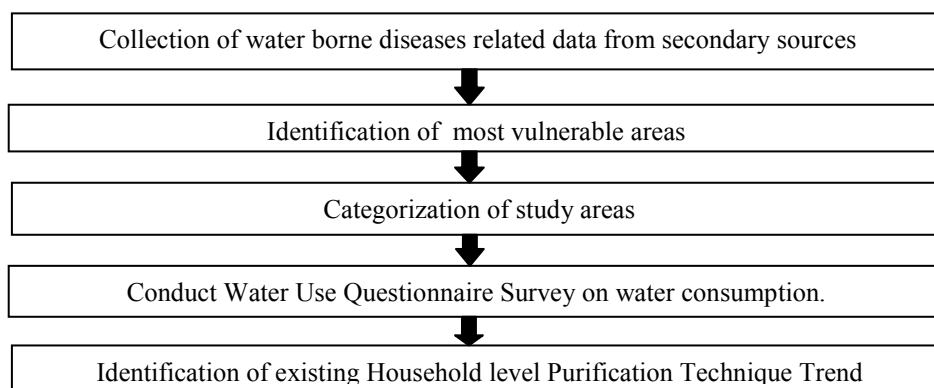 Collection of water borne diseases related data from secondary sources
Identification of most vulnerable areas
Categorization of study areas
Conduct Water Use Questionnaire Survey on water consumption.
Identification of existing Household level Purification Technique Trend